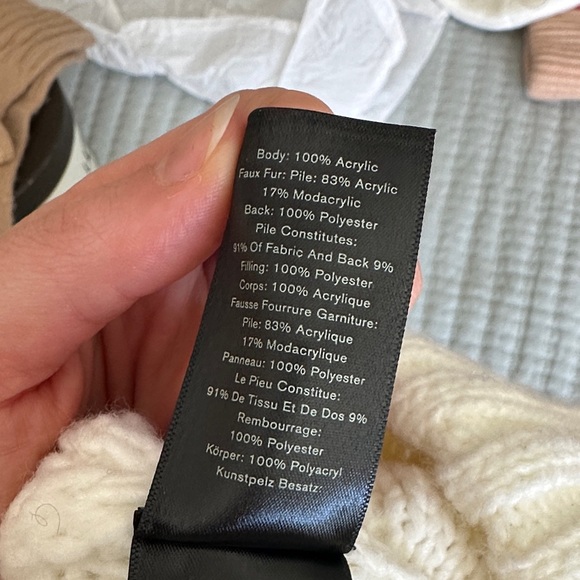 Body: 100% Acrylic
Faux Fur: Pile: 83% Acrylic
17% Modacrylic
Back: 100% Polyester
Pile Constitutes:
91% Of Fabric And Back 9%
Filling: 100% Polyester
Corps: 100% Acrylique
Fausse Fourrure Garniture:
Pile: 83% Acrylique
17% Modacrylique
Panneau: 100% Polyester
Le Pieu Constitue:
91% De Tissu Et De Dos 9%
Rembourrage:
100% Polyester
Körper: 100% Polyacryl
Kunstpelz Besatz: